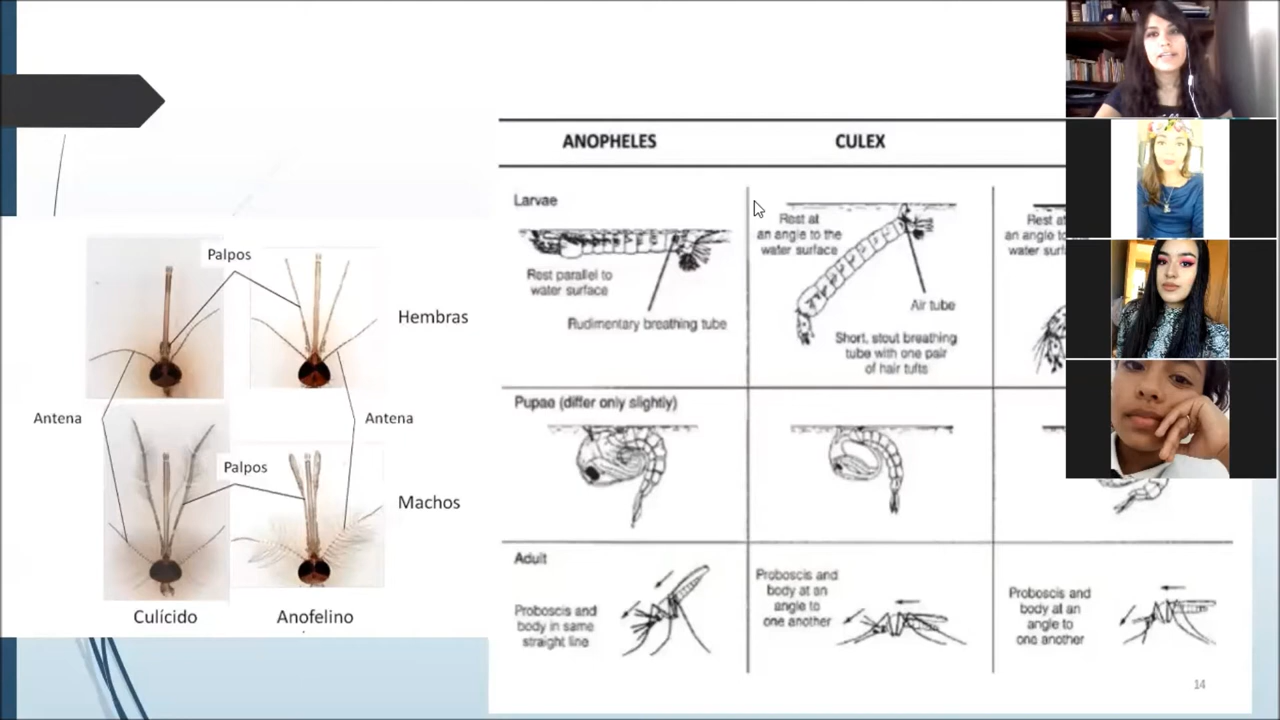 Palpos
Hembras
Antena
Antena
Palpos
Machos
Culícido
Anofelino
ANOPHELES
CULEX
Larvae
Rest parallel to
water surface
Rudimentary breathing tube
Rest at
an angle to the
water surface
Air tube
Short, stout breathing
tube with one pair
of hair tufts
Rest at
an angle to
water
Pupae (differ only slightly)
Adult
Proboscis and
body in same
straight line
Proboscis and
body at an
angle to
one another
Proboscis and
body at an
angle to
one another
14